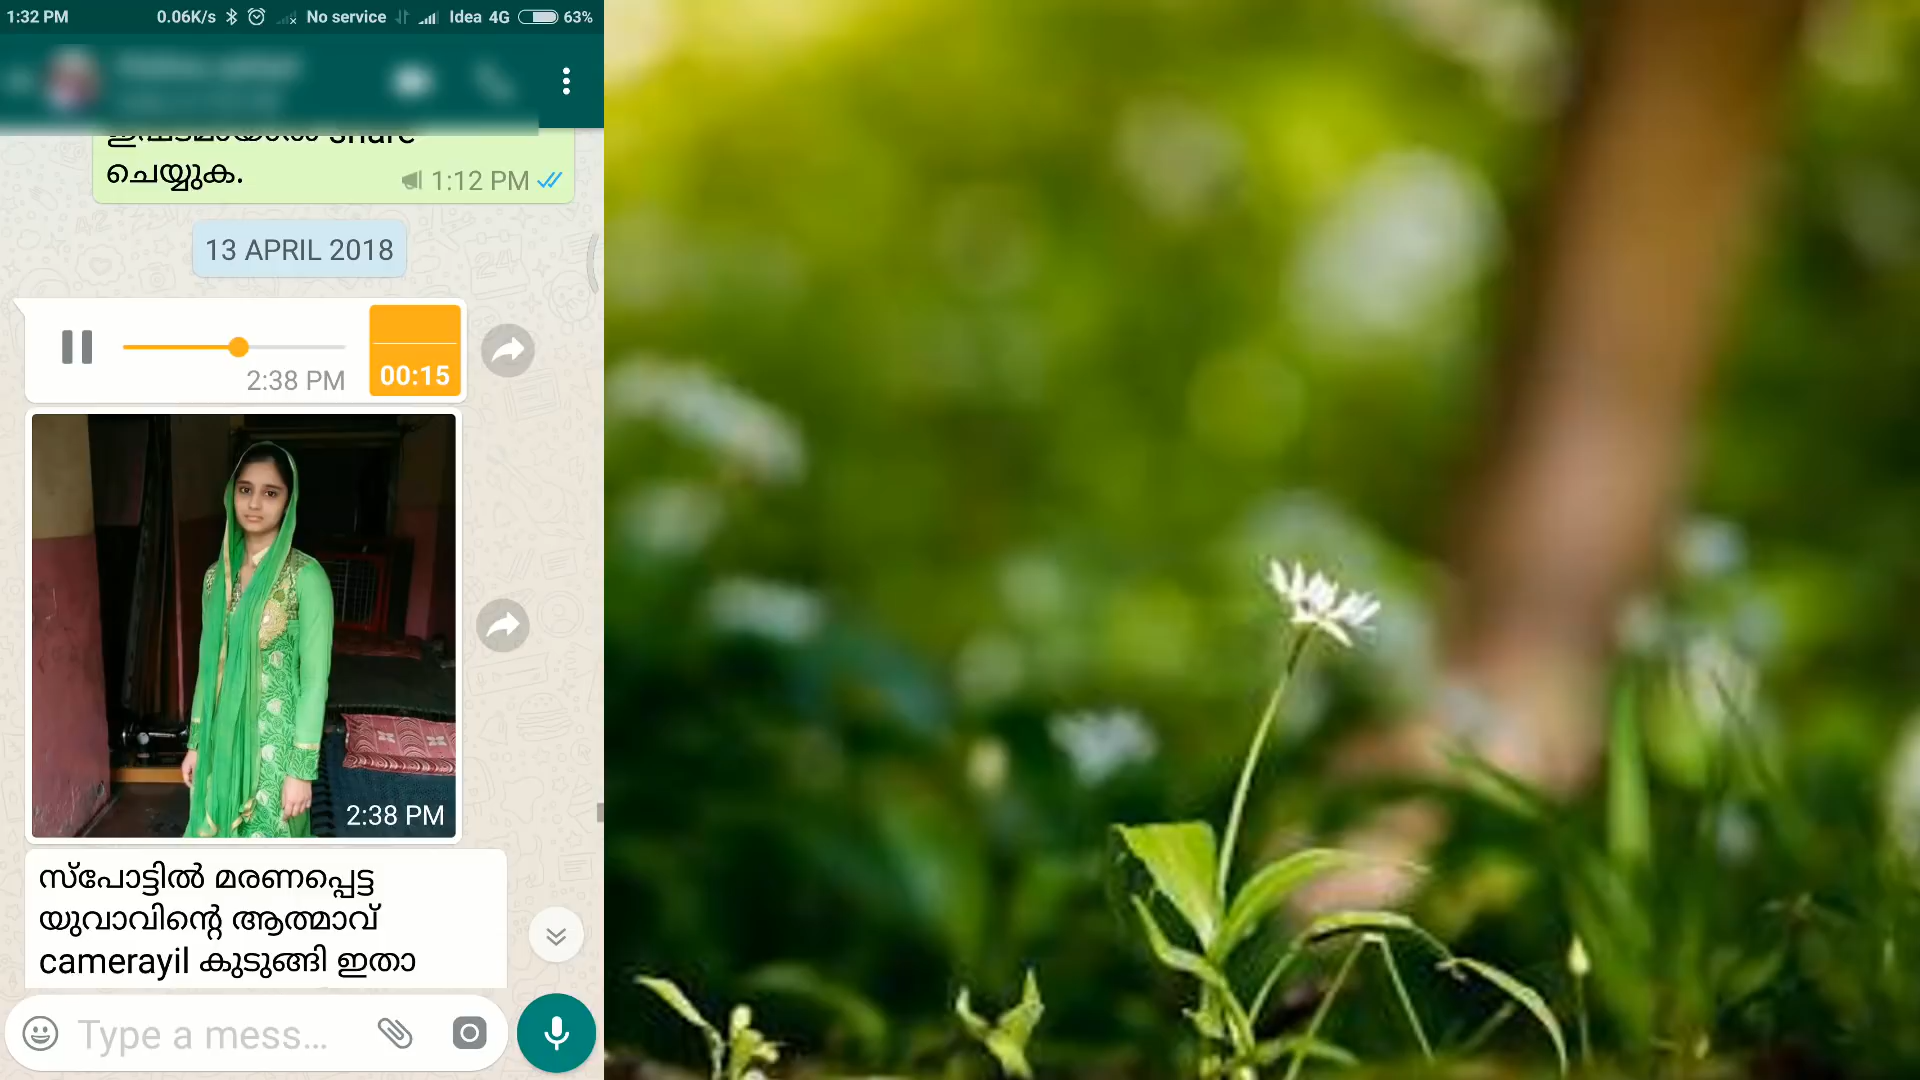 1:32 PM 0.06K/s No service Idea 4G 63%
share
ചെയ്യുക. 1:12 PM
13 APRIL 2018
2:38 PM 00:15
2:38 PM
സ്പോട്ടിൽ മരണപ്പെട്ട
യുവാവിന്റെ ആത്മാവ്
camerayil കുടുങ്ങി ഇതാ
Type a mess...